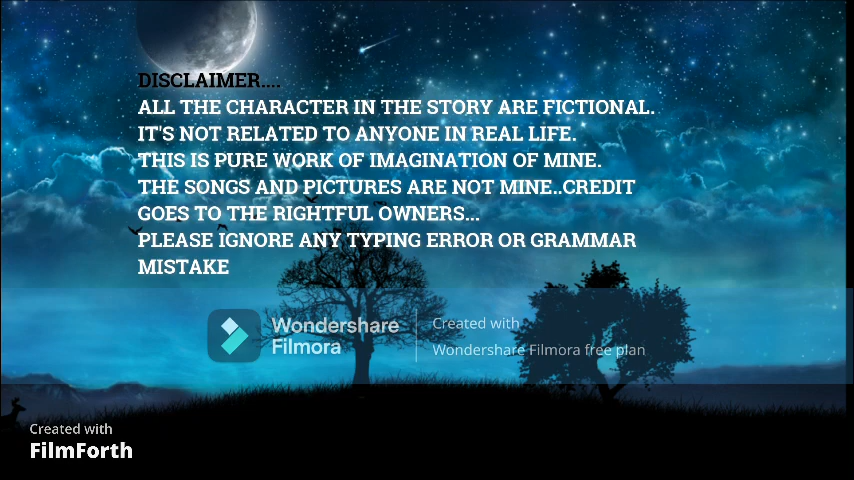 DISCLAIMER....
ALL THE CHARACTER IN THE STORY ARE FICTIONAL.
IT'S NOT RELATED TO ANYONE IN REAL LIFE.
THIS IS PURE WORK OF IMAGINATION OF MINE.
THE SONGS AND PICTURES ARE NOT MINE..CREDIT
GOES TO THE RIGHTFUL OWNERS...
PLEASE IGNORE ANY TYPING ERROR OR GRAMMAR
MISTAKE
Wondershare
Filmora
Created with
Wondershare Filmora free plan
Created with
FilmForth